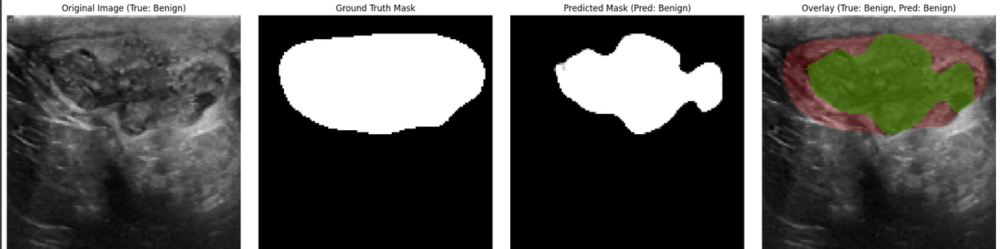 Original Image (True: Benign)
Ground Truth Mask
Predicted Mask (Pred: Benign)
Overlay (True: Benign, Pred: Benign)